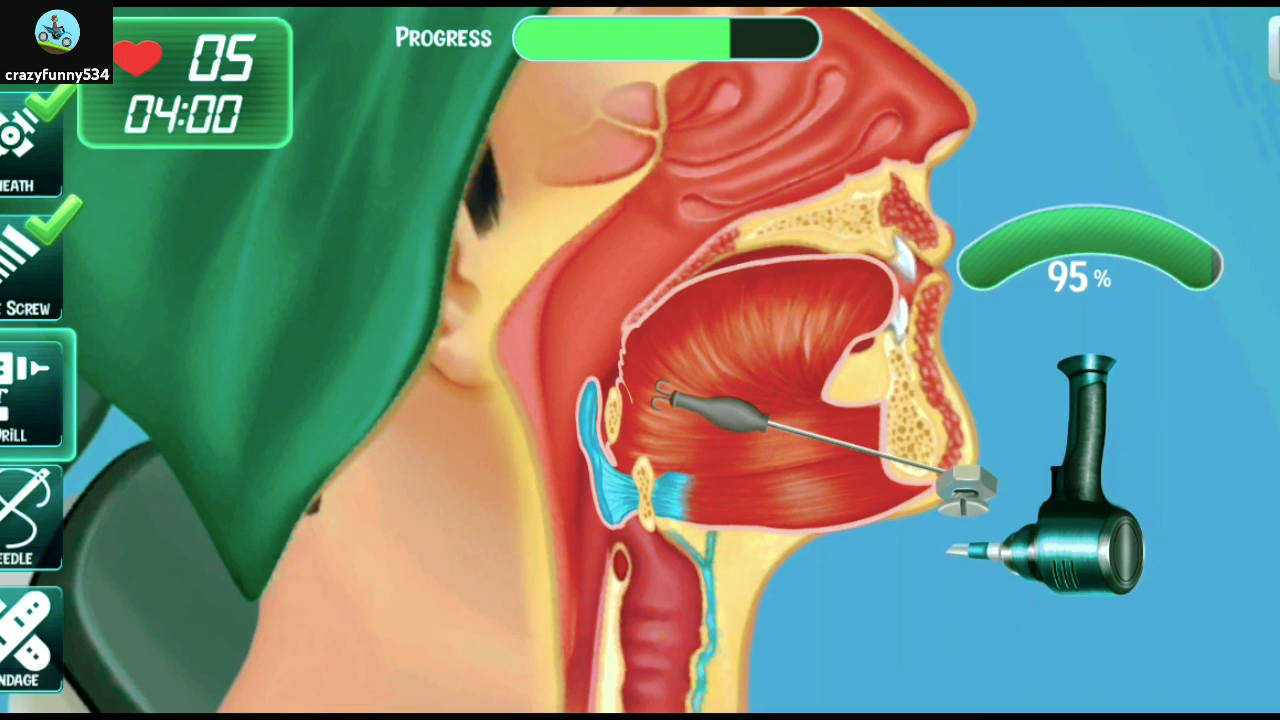 crazyfunny534
05
04:00
PROGRESS
95%
HEATH
SCREW
DRILL
EEDLE
NDAGE